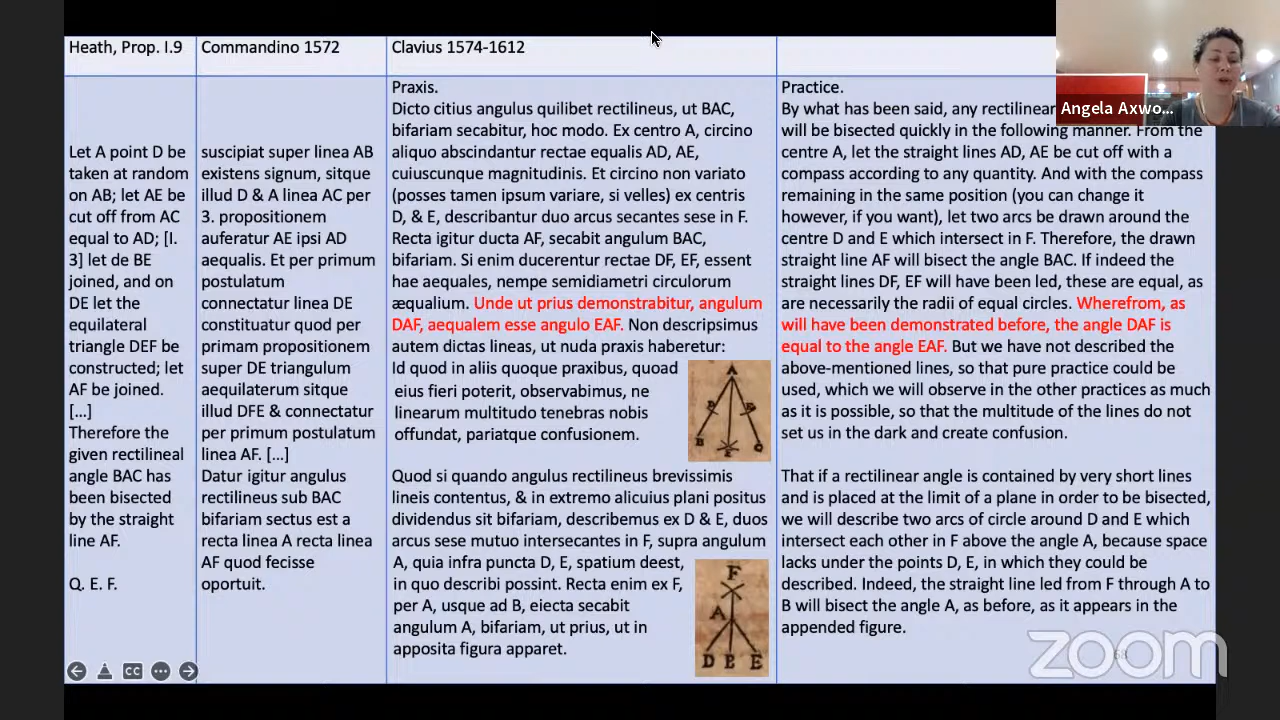 Heath, Prop. I.9
Let A point D be
taken at random
on AB; let AE be
cut off from AC
equal to AD; [I.
3] let de BE
joined, and on
DE let the
equilateral
triangle DEF be
constructed; let
AF be joined.
[...]
Therefore the
given rectilineal
angle BAC has
been bisected
by the straight
line AF.
Q. E. F.
Commandino 1572
suscipiat super linea AB
existens signum, sitque
illud D & A linea AC per
3. propositionem
auferatur AE ipsi AD
aequalis. Et per primum
postulatum
connectatur linea DE
constituatur quod per
primam propositionem
super DE triangulum
aequilaterum sitque
illud DFE & connectatur
per primum postulatum
linea AF. [...]
Datur igitur angulus
rectilineus sub BAC
bifariam sectus est a
recta linea A recta linea
AF quod fecisse
oportuit.
Clavius 1574-1612
Praxis.
Dicto citius angulus quilibet rectilineus, ut BAC,
bifariam secabitur, hoc modo. Ex centro A, circino
aliquo abscindantur rectae equalis AD, AE,
cuiuscunque magnitudinis. Et circino non variato
(posses tamen ipsum variare, si velles) ex centris
D, & E, describantur duo arcus secantes sese in F.
Recta igitur ducta AF, secabit angulum BAC,
bifariam. Si enim ducerentur rectae DF, EF, essent
hae aequales, nempe semidiametri circulorum
æqualium. Unde ut prius demonstrabitur, angulum
DAF, aequalem esse angulo EAF. Non descripsimus
autem dictas lineas, ut nuda praxis haberetur:
Id quod in aliis quoque praxibus, quoad
eius fieri poterit, observabimus, ne
linearum multitudo tenebras nobis
offundat, pariatque confusionem.
A
D E
B F C
Quod si quando angulus rectilineus brevissimis
lineis contentus, & in extremo alicuius plani positus
dividendus sit bifariam, describemus ex D & E, duos
arcus sese mutuo intersecantes in F, supra angulum
A, quia infra puncta D, E, spatium deest,
in quo describi possint. Recta enim ex F,
per A, usque ad B, eiecta secabit
angulum A, bifariam, ut prius, ut in
apposita figura apparet.
F
A
D B E
Practice.
By what has been said, any rectilinear
will be bisected quickly in the following manner. From the
centre A, let the straight lines AD, AE be cut off with a
compass according to any quantity. And with the compass
remaining in the same position (you can change it
however, if you want), let two arcs be drawn around the
centre D and E which intersect in F. Therefore, the drawn
straight line AF will bisect the angle BAC. If indeed the
straight lines DF, EF will have been led, these are equal, as
are necessarily the radii of equal circles. Wherefrom, as
will have been demonstrated before, the angle DAF is
equal to the angle EAF. But we have not described the
above-mentioned lines, so that pure practice could be
used, which we will observe in the other practices as much
as it is possible, so that the multitude of the lines do not
set us in the dark and create confusion.
That if a rectilinear angle is contained by very short lines
and is placed at the limit of a plane in order to be bisected,
we will describe two arcs of circle around D and E which
intersect each other in F above the angle A, because space
lacks under the points D, E, in which they could be
described. Indeed, the straight line led from F through A to
B will bisect the angle A, as before, as it appears in the
appended figure.
Angela Axwo...
CC
zoom